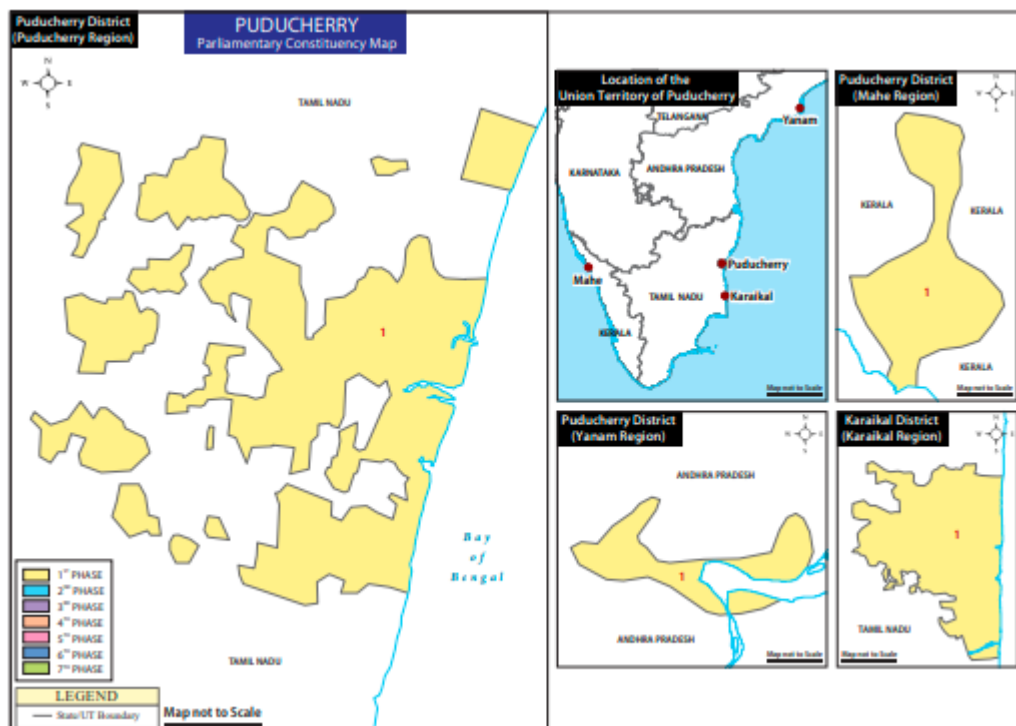 Puducherry District
(Puducherry Region)
PUDUCHERRY
Parliamentary Constituency Map
N
W
E
S
TAMIL NADU
1
Bay
of
Bengal
TAMIL NADU
1ST PHASE
2ND PHASE
3RD PHASE
4TH PHASE
5TH PHASE
6TH PHASE
7TH PHASE
LEGEND
State/UT Boundary
Map not to Scale
Location of the
Union Territory of Puducherry
TELANGANA
Yanam
KARNATAKA
ANDHRA PRADESH
Mahe
Puducherry
TAMIL NADU
Karaikal
KERALA
Map not to Scale
Puducherry District
(Mahe Region)
N
W
E
S
KERALA
KERALA
1
KERALA
Map not to Scale
Puducherry District
(Yanam Region)
N
W
E
S
ANDHRA PRADESH
1
ANDHRA PRADESH
Map not to Scale
Karaikal District
(Karaikal Region)
N
W
E
S
1
TAMIL NADU
Map not to Scale